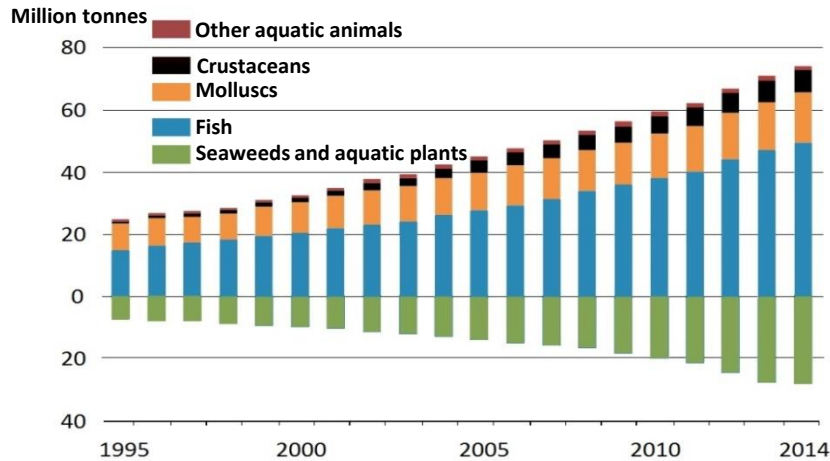 Million tonnes
Other aquatic animals
Crustaceans
Molluscs
Fish
Seaweeds and aquatic plants
80
60
40
20
0
20
40
1995 2000 2005 2010 2014